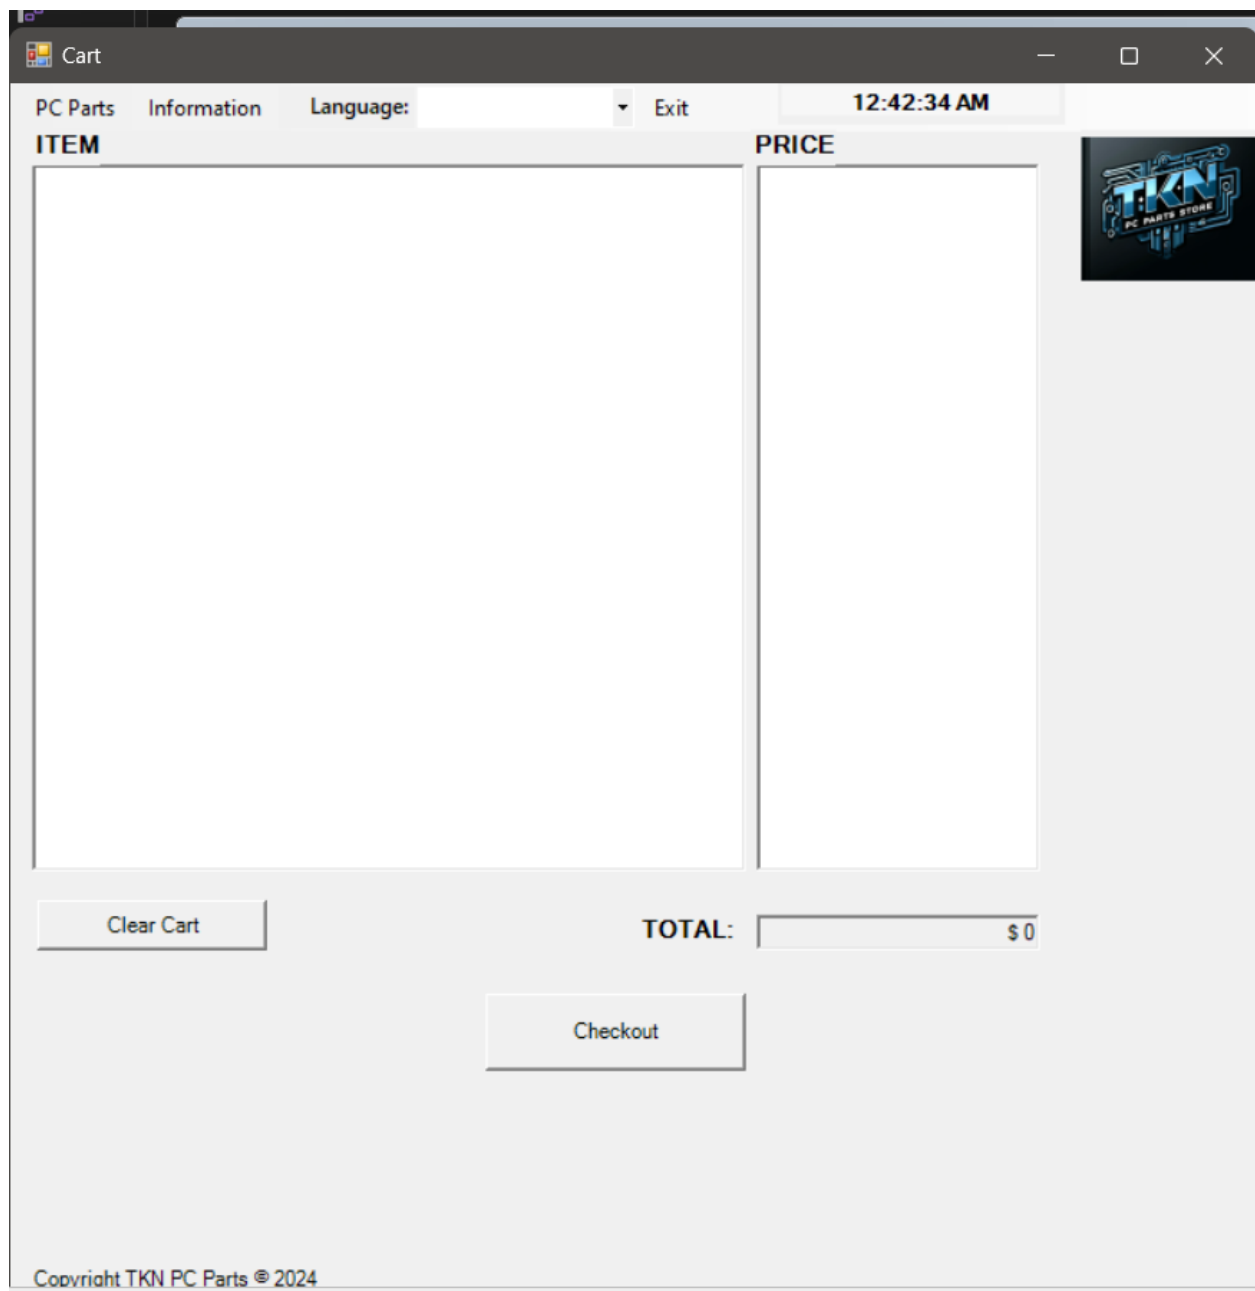 Cart
PC Parts Information Language: Exit 12:42:34 AM
ITEM PRICE
TKN
PC PARTS STORE
Clear Cart TOTAL: $ 0
Checkout
Copyright TKN PC Parts © 2024